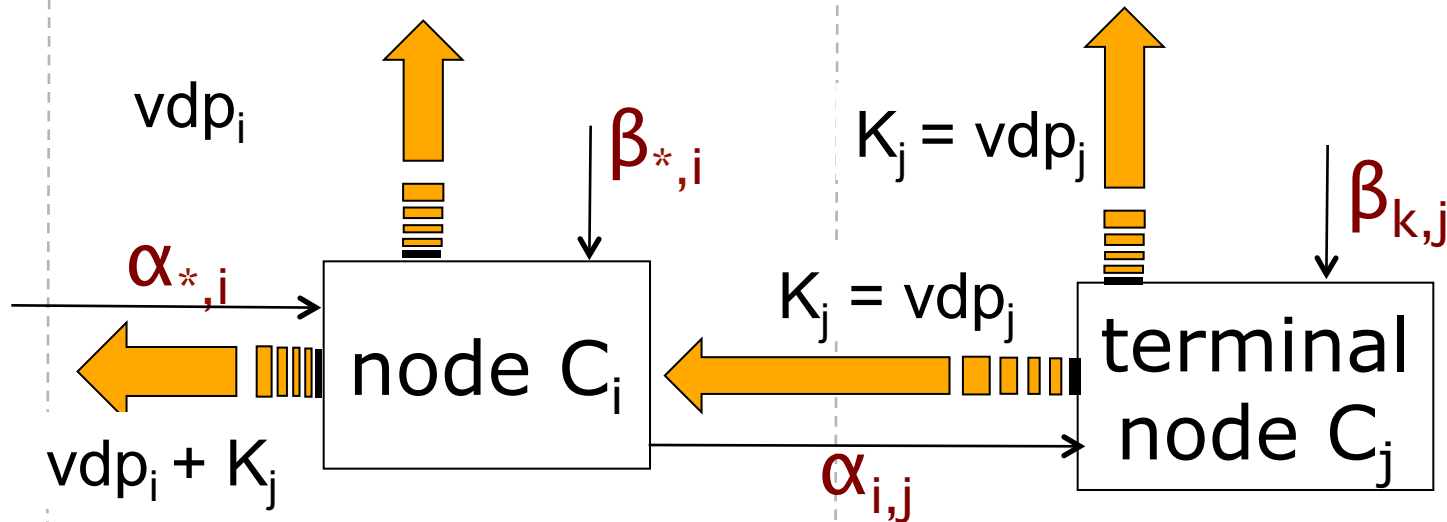 vdpᵢ
β*,ᵢ
Kⱼ = vdpⱼ
βₖ,ⱼ
α*,ᵢ
Kⱼ = vdpⱼ
node Cᵢ
terminal
node Cⱼ
vdpᵢ + Kⱼ
αᵢ,ⱼ